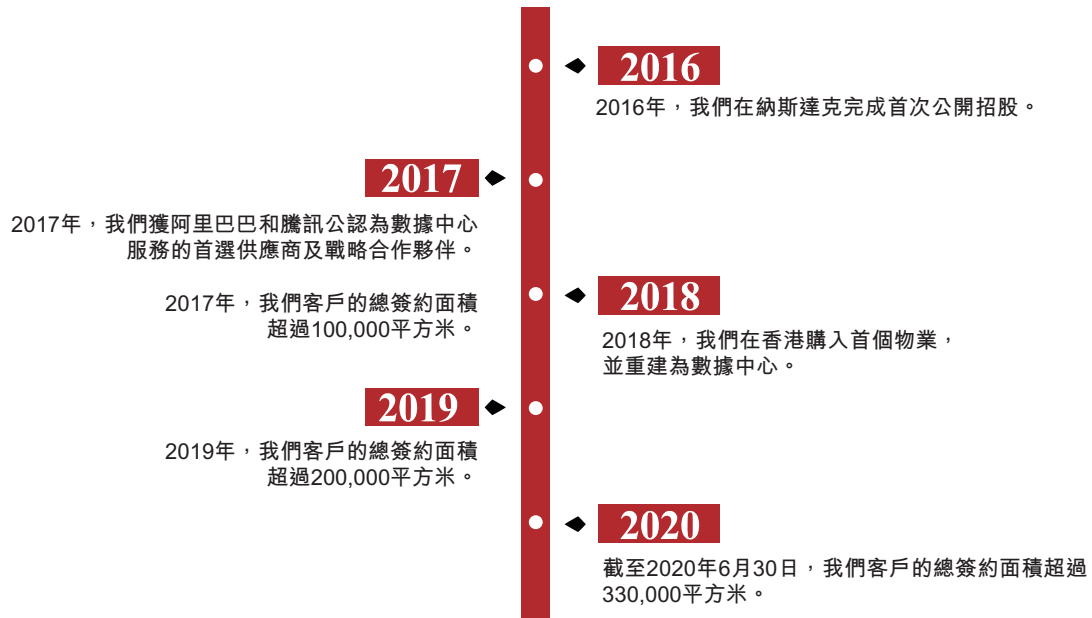 2016
2016年，我們在納斯達克完成首次公開招股。
2017
2017年，我們獲阿里巴巴和騰訊公認為數據中心
服務的首選供應商及戰略合作夥伴。
2017年，我們客戶的總簽約面積
超過100,000平方米。
2018
2018年，我們在香港購入首個物業，
並重建為數據中心。
2019
2019年，我們客戶的總簽約面積
超過200,000平方米。
2020
截至2020年6月30日，我們客戶的總簽約面積超過
330,000平方米。